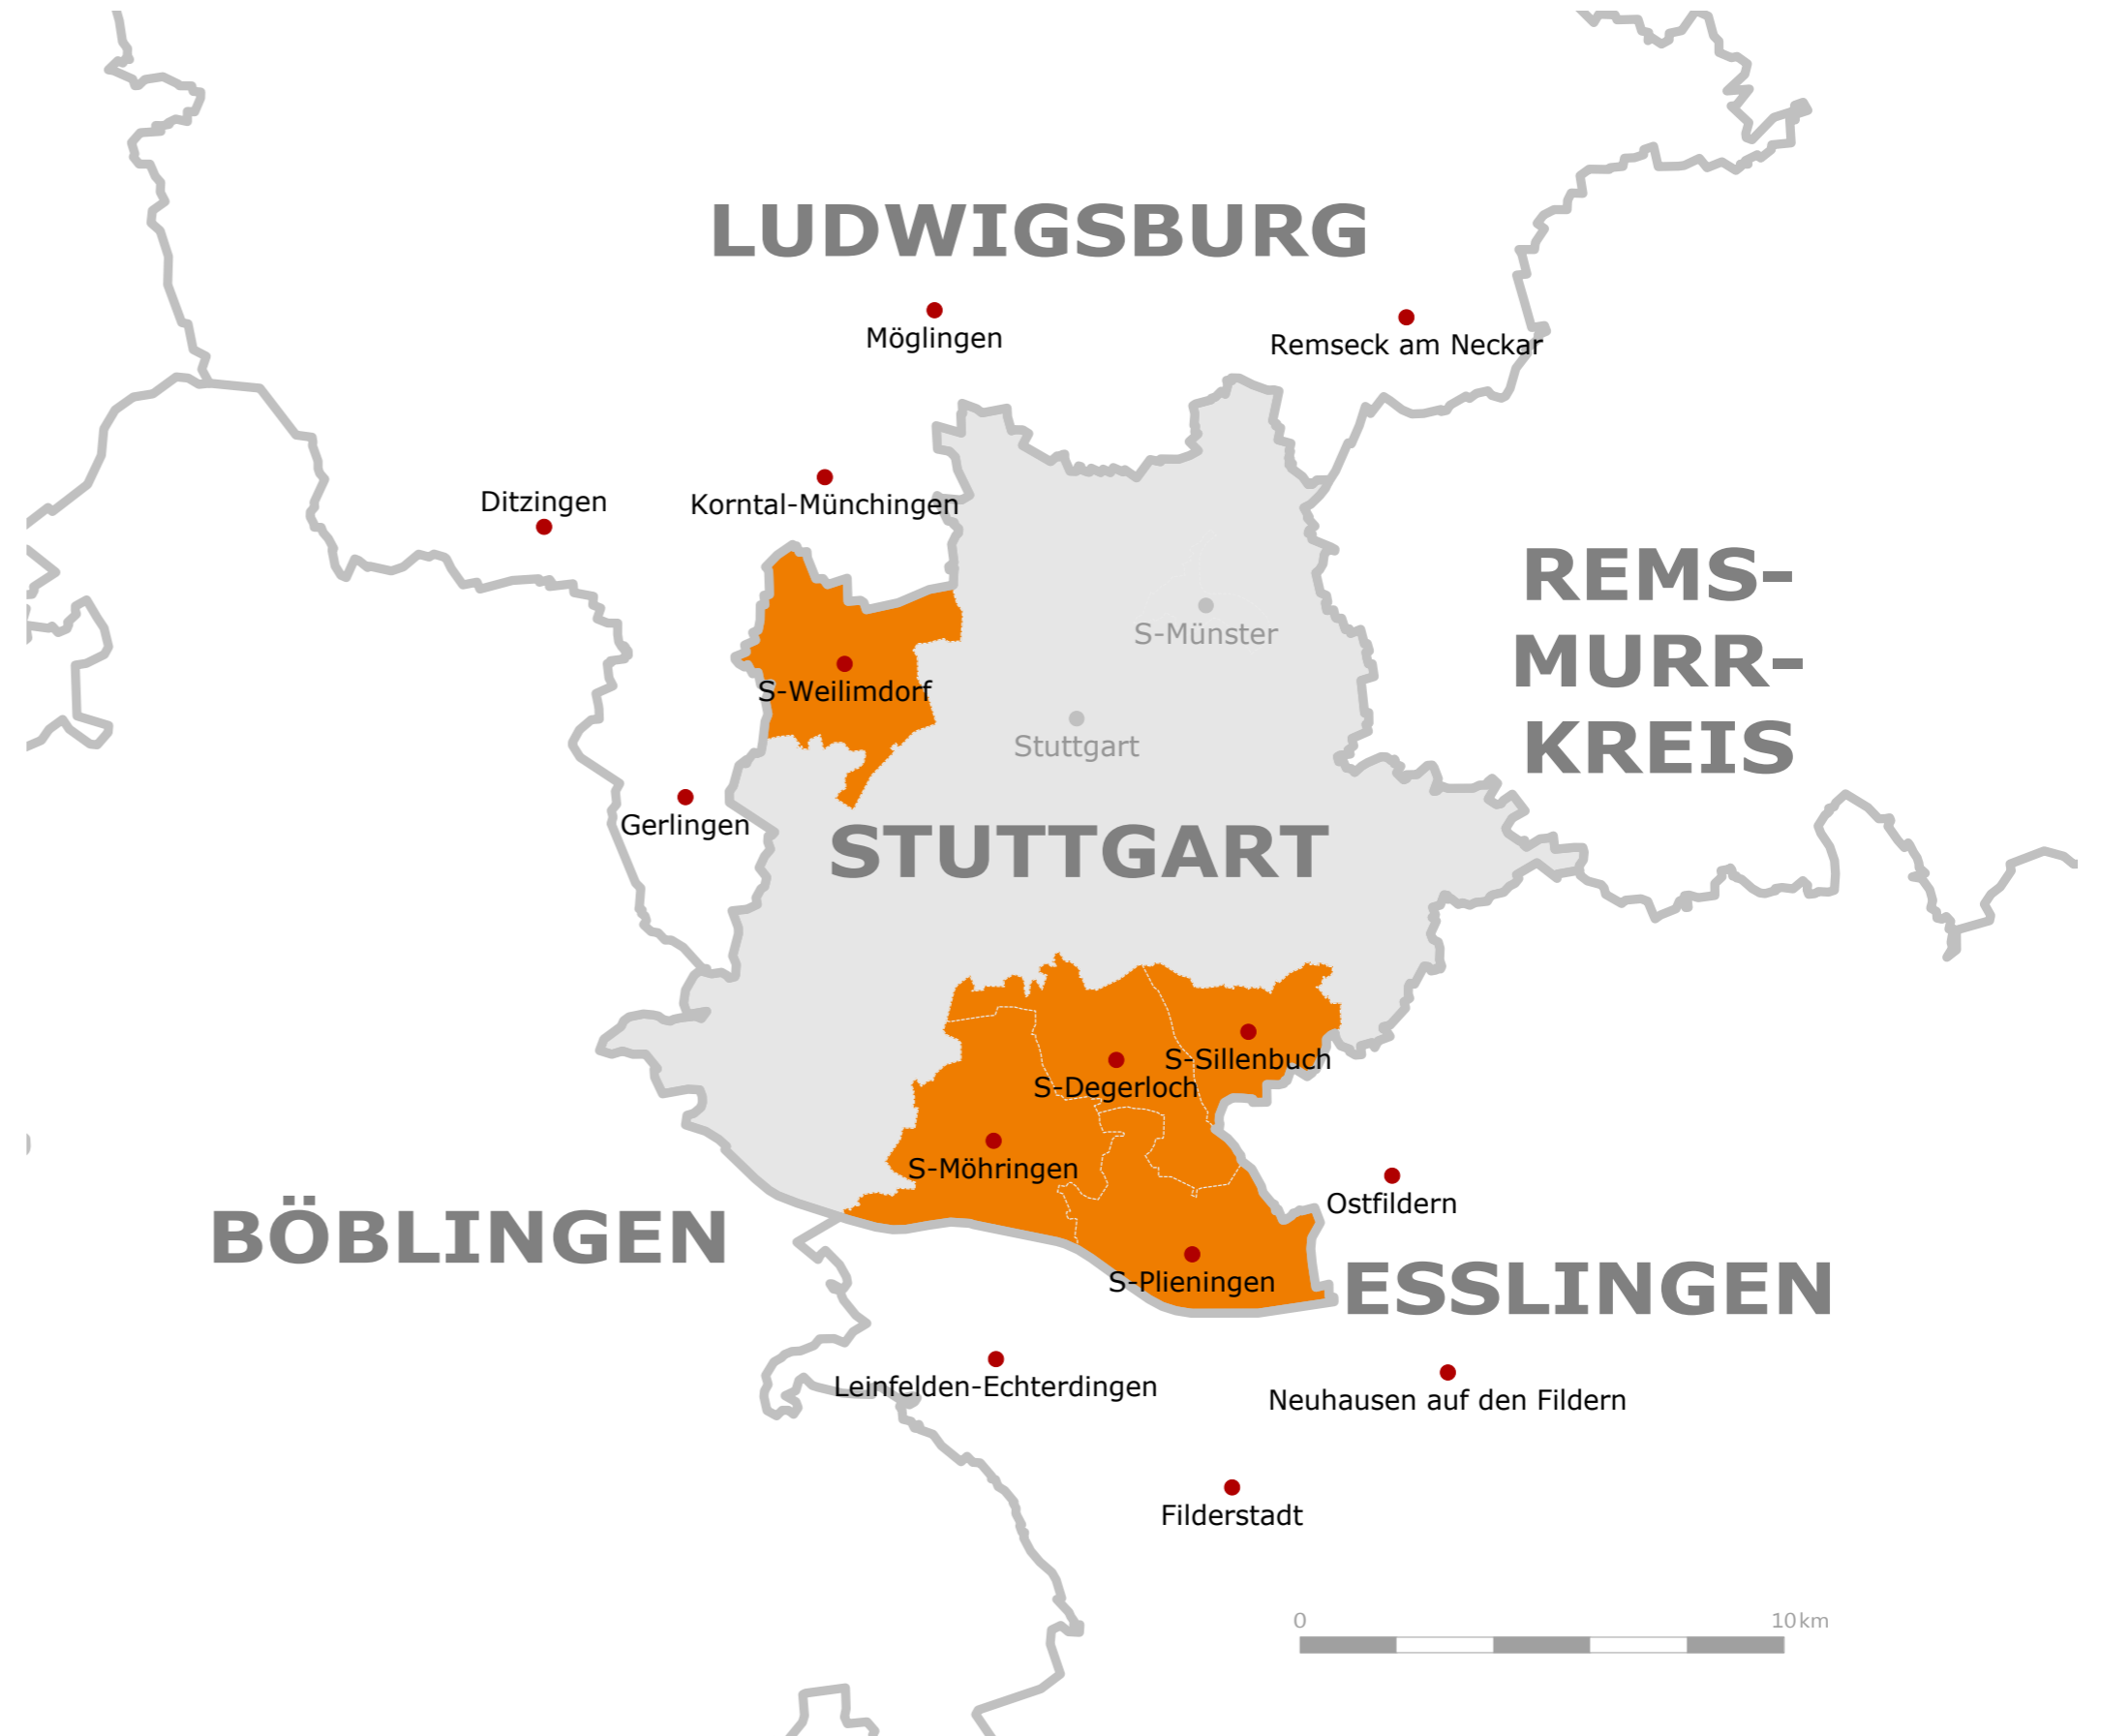 LUDWIGSBURG
Möglingen
Remseck am Neckar
Ditzingen
Korntal-Münchingen
REMS-
MURR-
KREIS
S-Münster
S-Weilimdorf
Stuttgart
Gerlingen
STUTTGART
S-Sillenbuch
S-Degerloch
S-Möhringen
Ostfildern
BÖBLINGEN
S-Plieningen
ESSLINGEN
Leinfelden-Echterdingen
Neuhausen auf den Fildern
Filderstadt
0 10 km